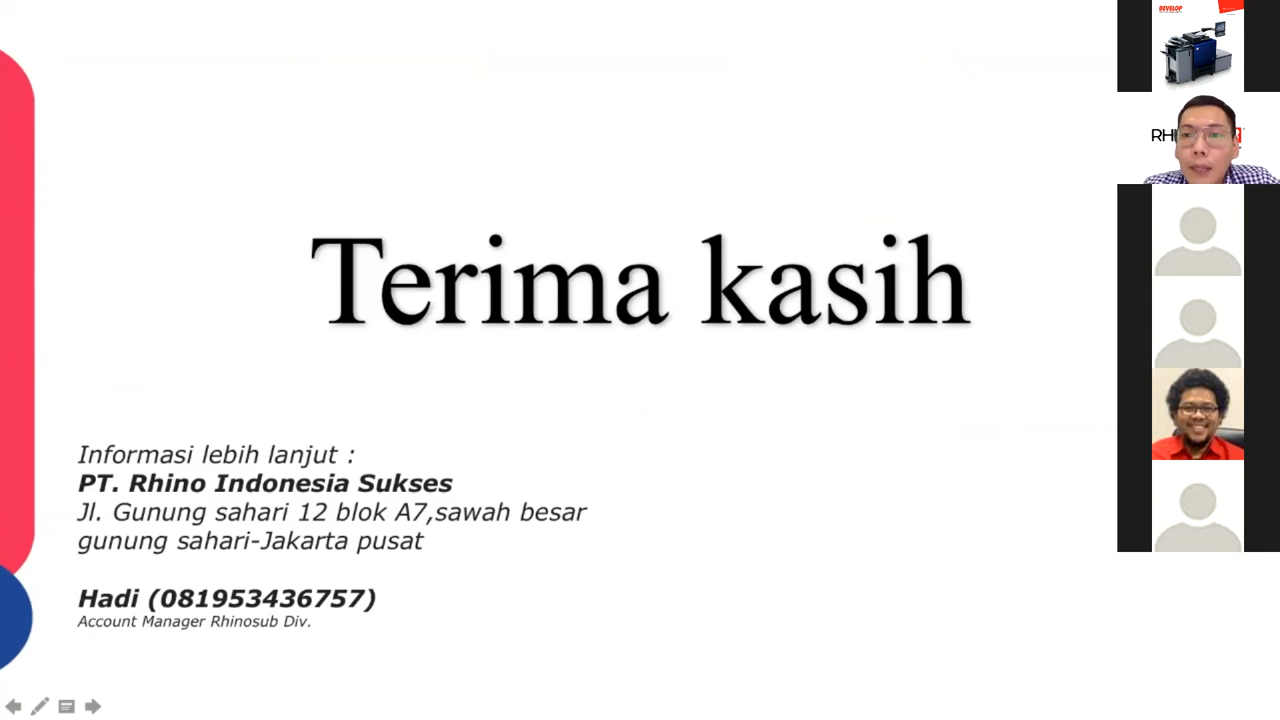 Terima kasih
Informasi lebih lanjut :
PT. Rhino Indonesia Sukses
Jl. Gunung sahari 12 blok A7,sawah besar
gunung sahari-Jakarta pusat
Hadi (081953436757)
Account Manager Rhinosub Div.
DEVELOP